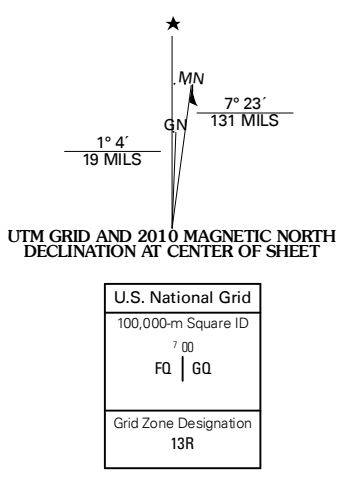 MN
7° 23´
131 MILS
GN
1° 4´
19 MILS
UTM GRID AND 2010 MAGNETIC NORTH
DECLINATION AT CENTER OF SHEET
U.S. National Grid
100,000-m Square ID
7 00
FQ GQ
Grid Zone Designation
13R